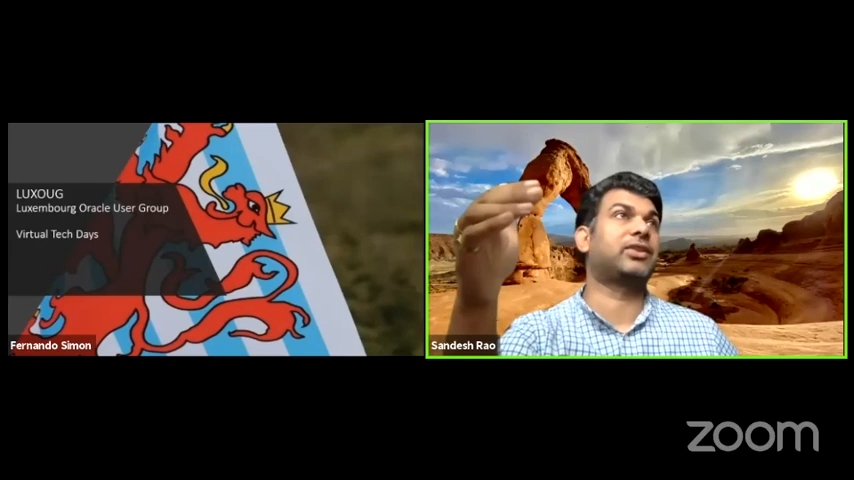 LUXOUG
Luxembourg Oracle User Group
Virtual Tech Days
Fernando Simon
Sandesh Rao
zoom